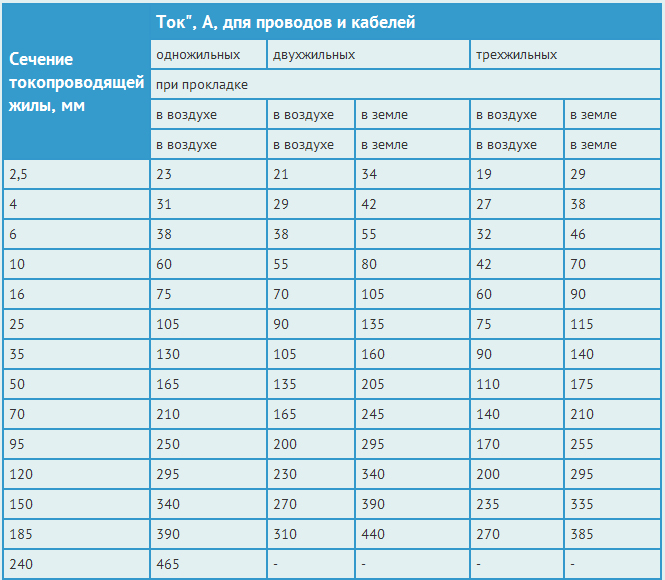 Сечение
токопроводящей
жилы, мм
Ток", А, дпя проводов и кабелей
одножильных двухжильных трехжильных
при прокладке
в воздухе в воздухе в земле в воздухе в земле
в воздухе в воздухе в земле в воздухе в земле
2,5 23 21 34 19 29
4 31 29 42 27 38
6 38 38 55 32 46
10 60 55 80 42 70
16 75 70 105 60 90
25 105 90 135 75 115
35 130 105 160 90 140
50 165 135 205 110 175
70 210 165 245 140 210
95 250 200 295 170 255
120 295 230 340 200 295
150 340 270 390 235 335
185 390 310 440 270 385
240 465 - - - -